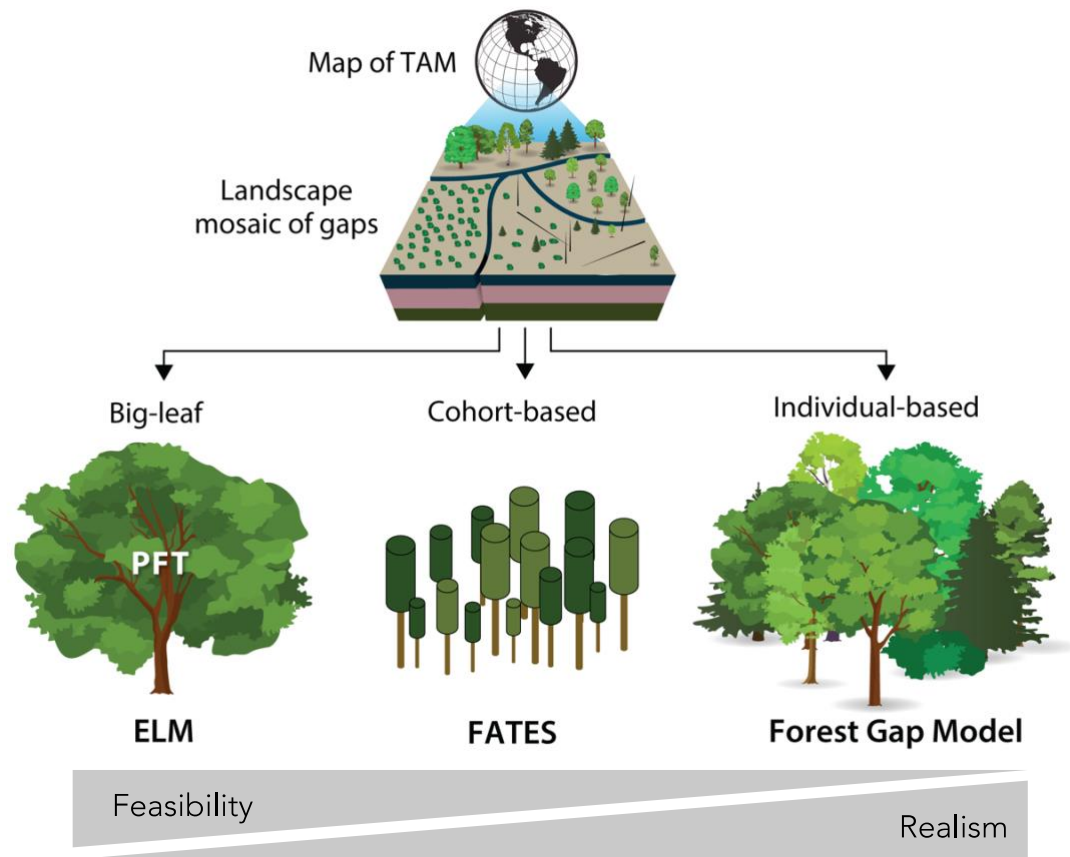 Map of TAM
Landscape
mosaic of gaps
Big-leaf
Cohort-based
Individual-based
PFT
ELM
FATES
Forest Gap Model
Feasibility
Realism